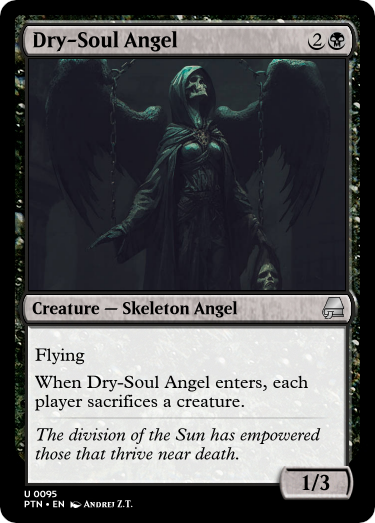 Dry-Soul Angel 2
Creature — Skeleton Angel
Flying
When Dry-Soul Angel enters, each
player sacrifices a creature.
The division of the Sun has empowered
those that thrive near death.
1/3
U 0095
PTN • EN Andrej Z.T.